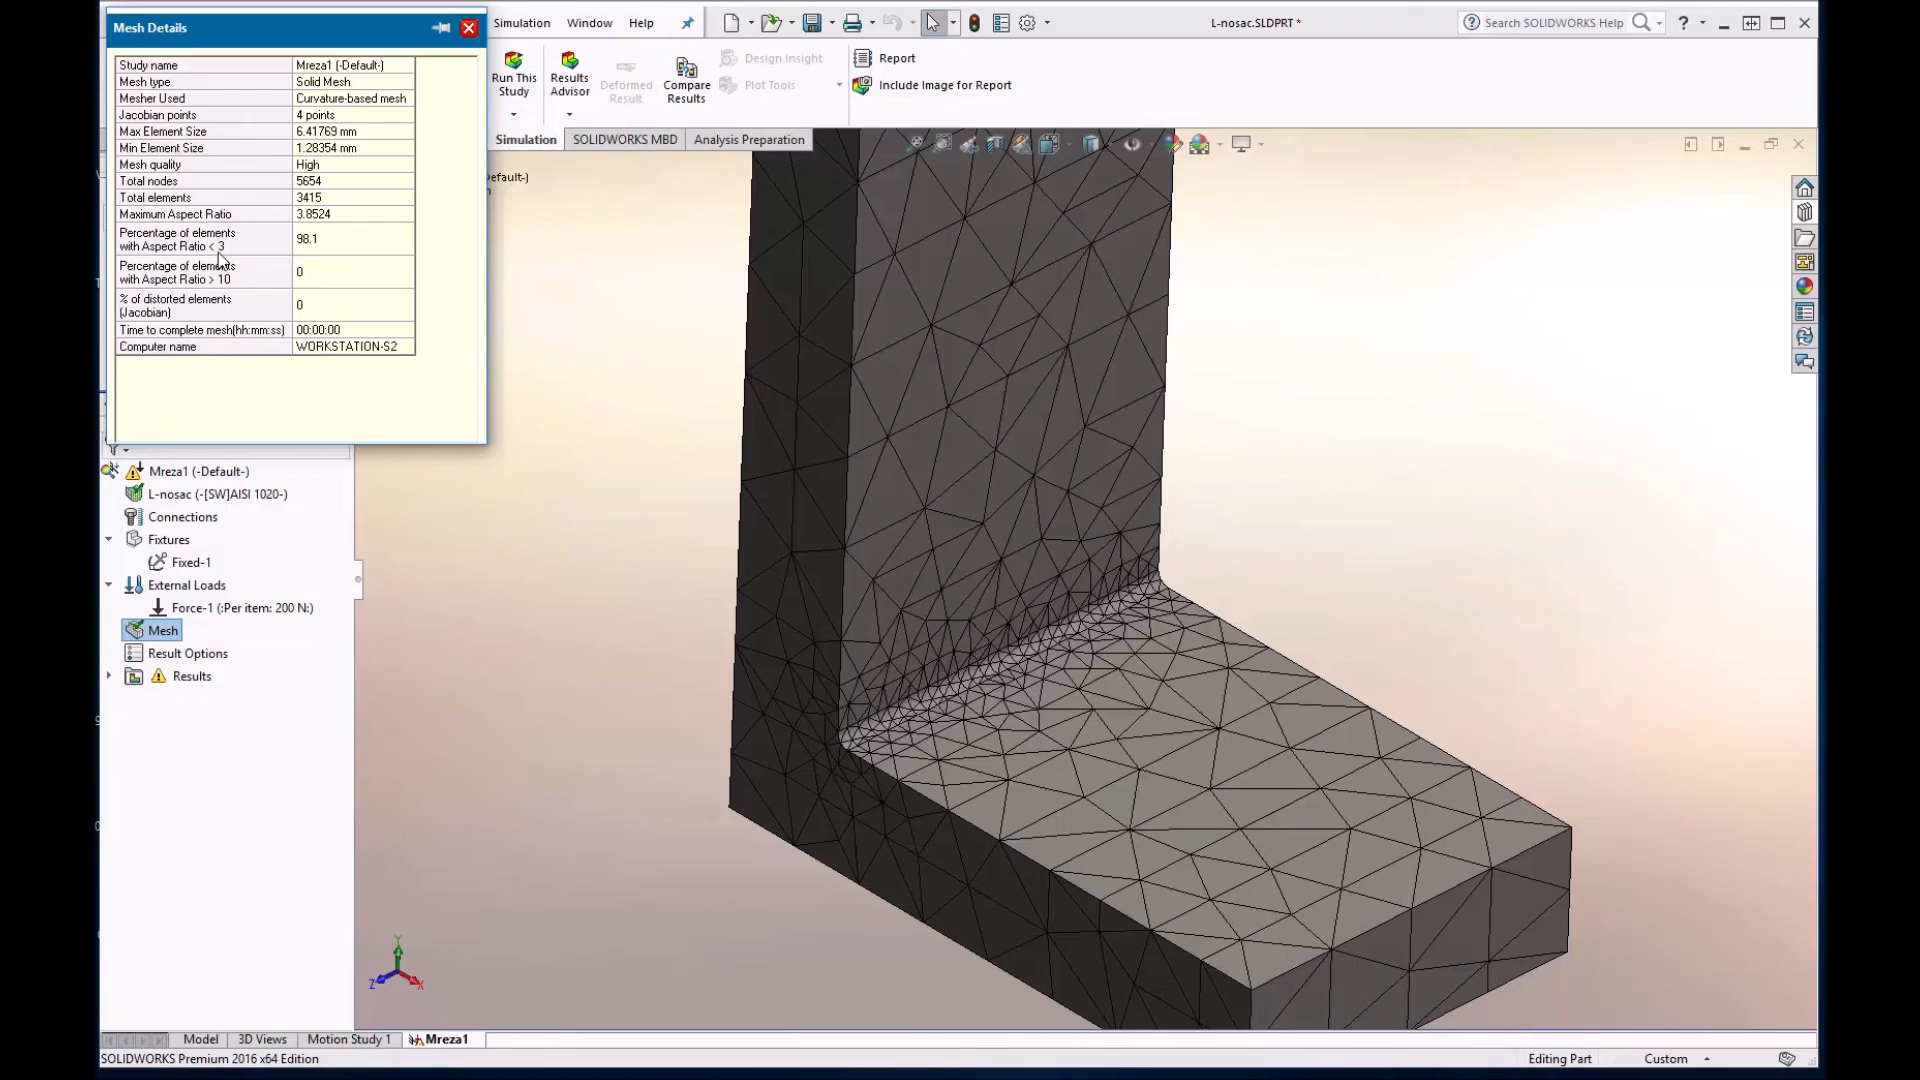 Mesh Details
Study name Mreza1 (-Default-)
Mesh type Solid Mesh
Mesher Used Curvature-based mesh
Jacobian points 4 points
Max Element Size 6.41769 mm
Min Element Size 1.28354 mm
Mesh quality High
Total nodes 5654
Total elements 3415
Maximum Aspect Ratio 3.8524
Percentage of elements
with Aspect Ratio < 3 98.1
Percentage of elements
with Aspect Ratio > 10 0
% of distorted elements
(Jacobian) 0
Time to complete mesh(hh:mm:ss) 00:00:00
Computer name WORKSTATION-S2
Simulation Window Help
L-nosac.SLDPRT *
Search SOLIDWORKS Help
Run This
Study
Results
Advisor
Deformed
Result
Compare
Results
Design Insight
Plot Tools
Report
Include Image for Report
Simulation SOLIDWORKS MBD Analysis Preparation
efault-)
Mreza1 (-Default-)
L-nosac (-[SW]AISI 1020-)
Connections
Fixtures
Fixed-1
External Loads
Force-1 (:Per item: 200 N:)
Mesh
Result Options
Results
Y
Z
X
Model 3D Views Motion Study 1 Mreza1
SOLIDWORKS Premium 2016 x64 Edition
Editing Part Custom